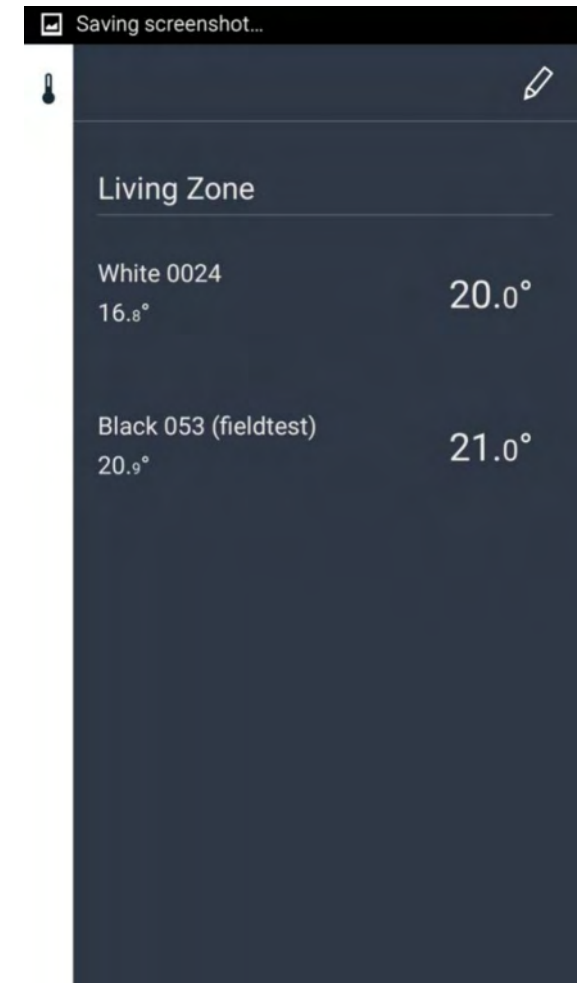 Saving screenshot...
Living Zone
White 0024
16.8°
20.0°
Black 053 (fieldtest)
20.9°
21.0°